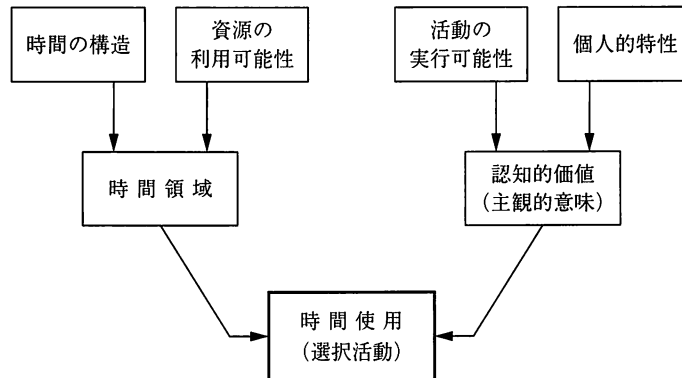 時間の構造
資源の
利用可能性
活動の
実行可能性
個人的特性
時間領域
認知的価値
(主観的意味)
時間使用
(選択活動)